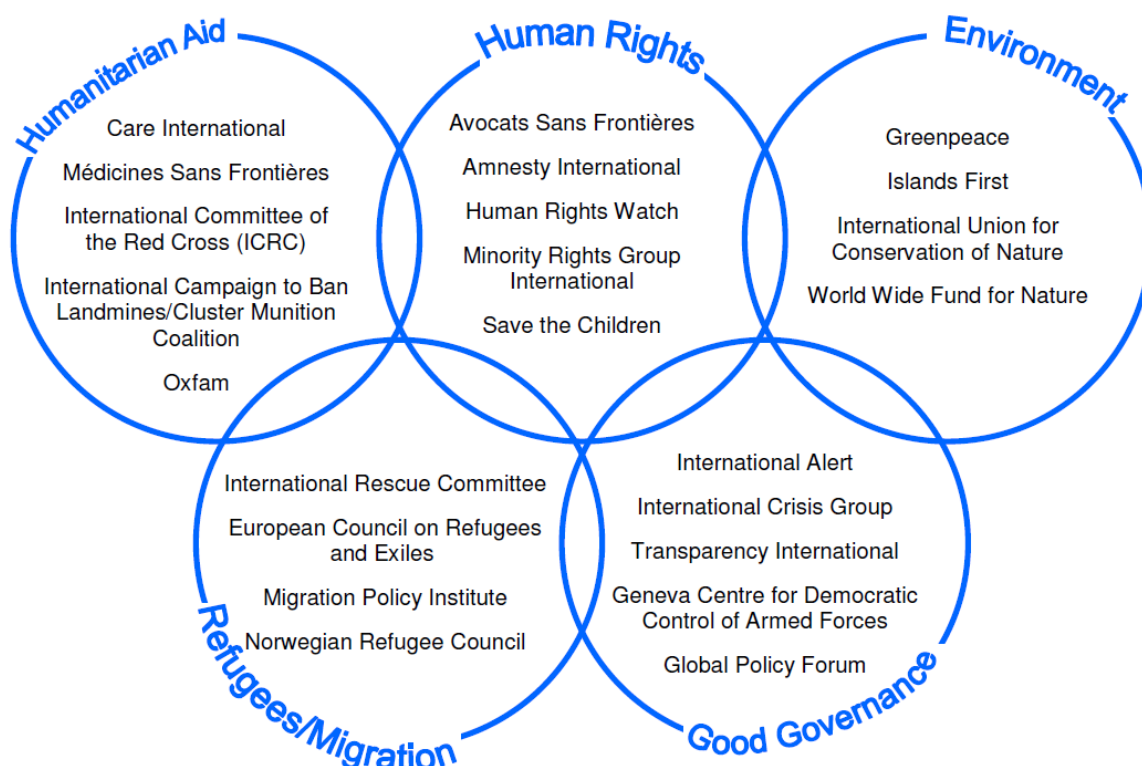 Humanitarian Aid
Care International
Médicines Sans Frontières
International Committee of
the Red Cross (ICRC)
International Campaign to Ban
Landmines/Cluster Munition
Coalition
Oxfam
Human Rights
Avocats Sans Frontières
Amnesty International
Human Rights Watch
Minority Rights Group
International
Save the Children
Environment
Greenpeace
Islands First
International Union for
Conservation of Nature
World Wide Fund for Nature
International Rescue Committee
European Council on Refugees
and Exiles
Migration Policy Institute
Norwegian Refugee Council
Refugees/Migration
International Alert
International Crisis Group
Transparency International
Geneva Centre for Democratic
Control of Armed Forces
Global Policy Forum
Good Governance